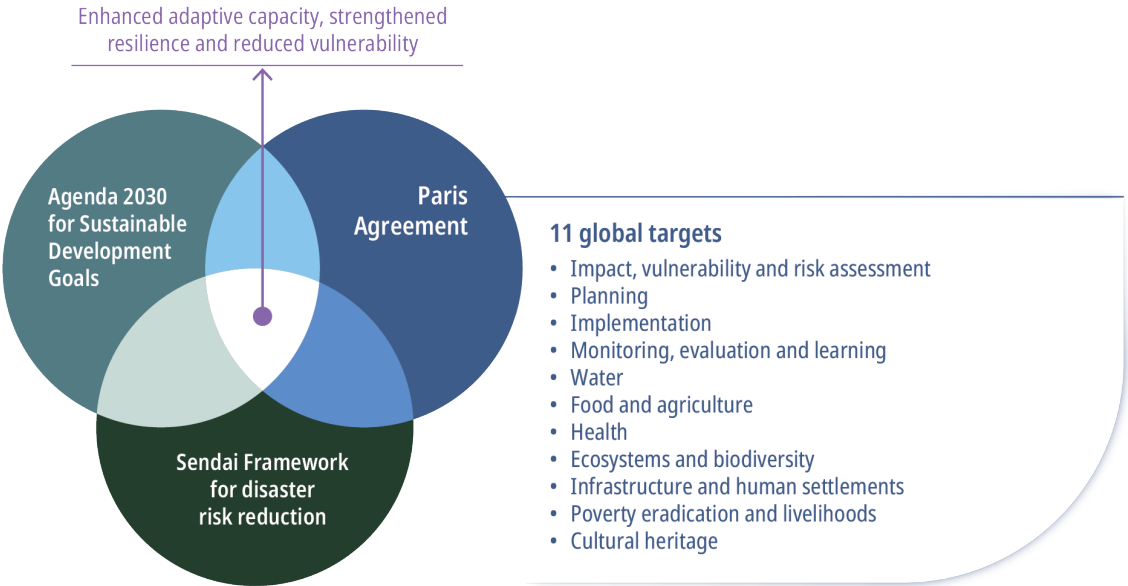 Enhanced adaptive capacity, strengthened
resilience and reduced vulnerability
Agenda 2030
for Sustainable
Development
Goals
Paris
Agreement
Sendai Framework
for disaster
risk reduction
11 global targets
• Impact, vulnerability and risk assessment
• Planning
• Implementation
• Monitoring, evaluation and learning
• Water
• Food and agriculture
• Health
• Ecosystems and biodiversity
• Infrastructure and human settlements
• Poverty eradication and livelihoods
• Cultural heritage